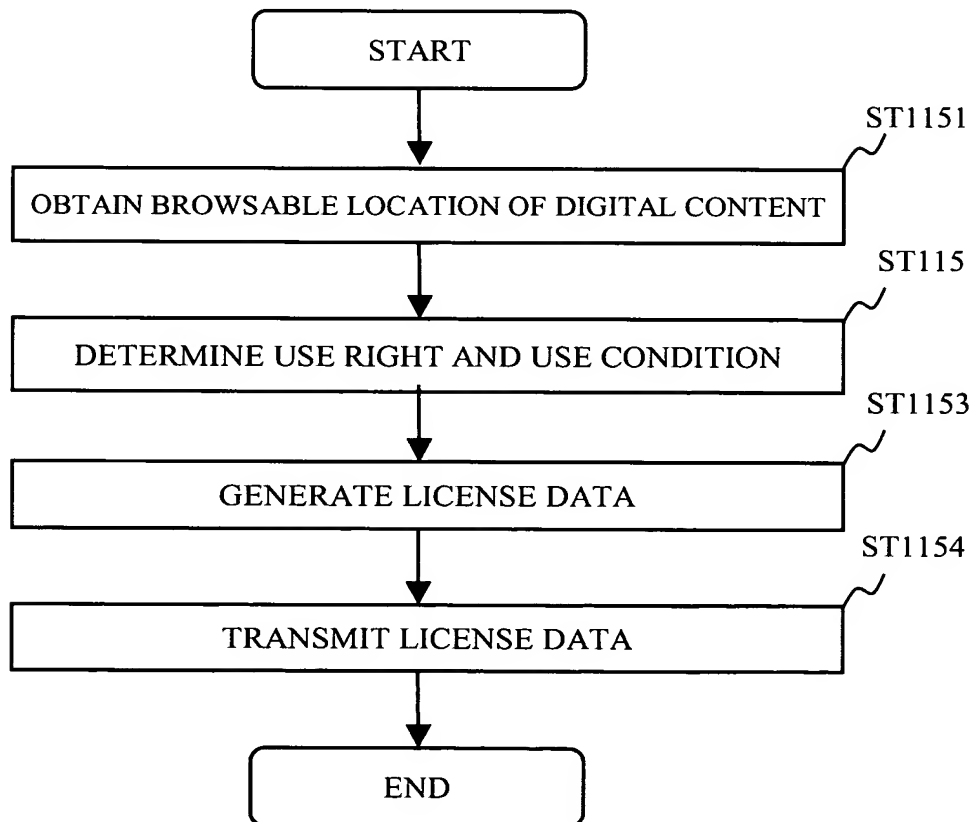 START
ST1151
OBTAIN BROWSABLE LOCATION OF DIGITAL CONTENT
ST115
DETERMINE USE RIGHT AND USE CONDITION
ST1153
GENERATE LICENSE DATA
ST1154
TRANSMIT LICENSE DATA
END